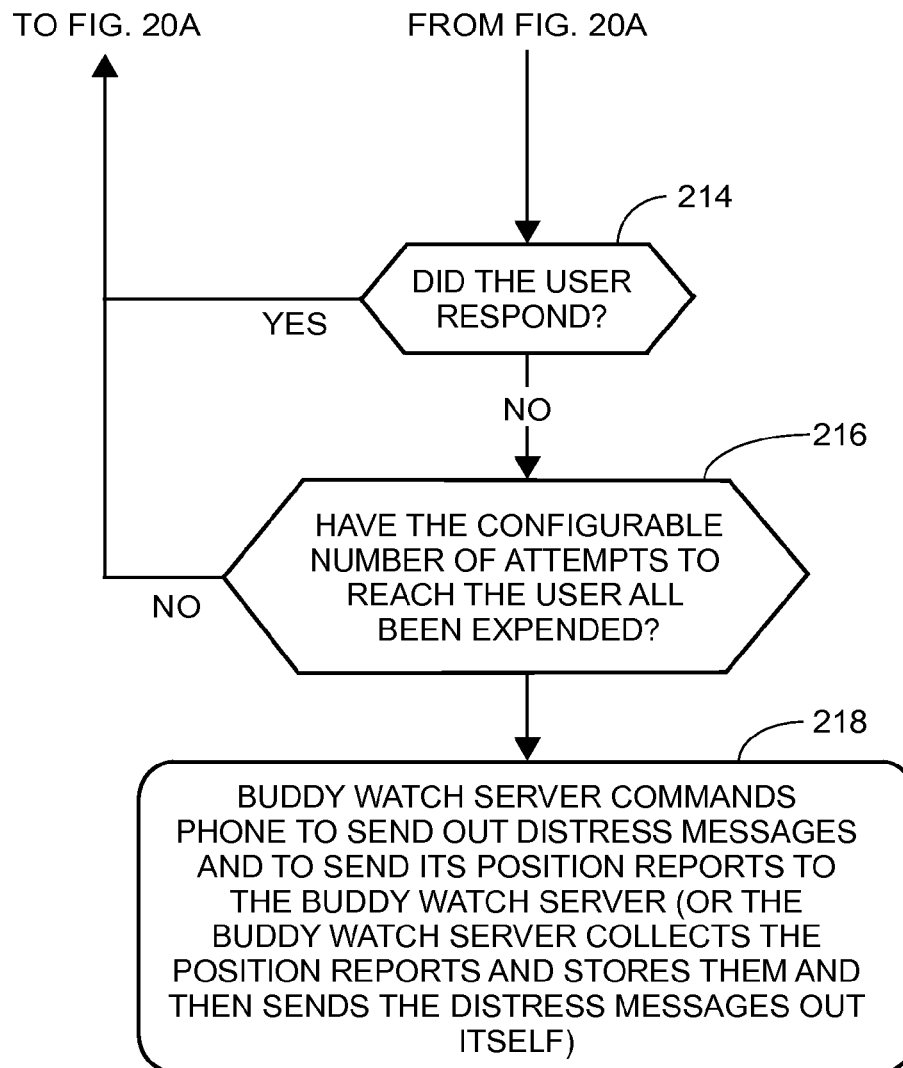 TO FIG. 20A
FROM FIG. 20A
214
DID THE USER
RESPOND?
YES
NO
216
HAVE THE CONFIGURABLE
NUMBER OF ATTEMPTS TO
REACH THE USER ALL
BEEN EXPENDED?
NO
218
BUDDY WATCH SERVER COMMANDS
PHONE TO SEND OUT DISTRESS MESSAGES
AND TO SEND ITS POSITION REPORTS TO
THE BUDDY WATCH SERVER (OR THE
BUDDY WATCH SERVER COLLECTS THE
POSITION REPORTS AND STORES THEM AND
THEN SENDS THE DISTRESS MESSAGES OUT
ITSELF)